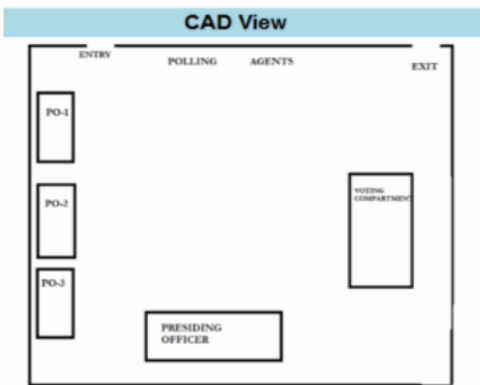 CAD View
ENTRY
POLLING AGENTS
EXIT
PO-1
PO-2
VOTING
COMPARTMENT
PO-3
PRESIDING
OFFICER